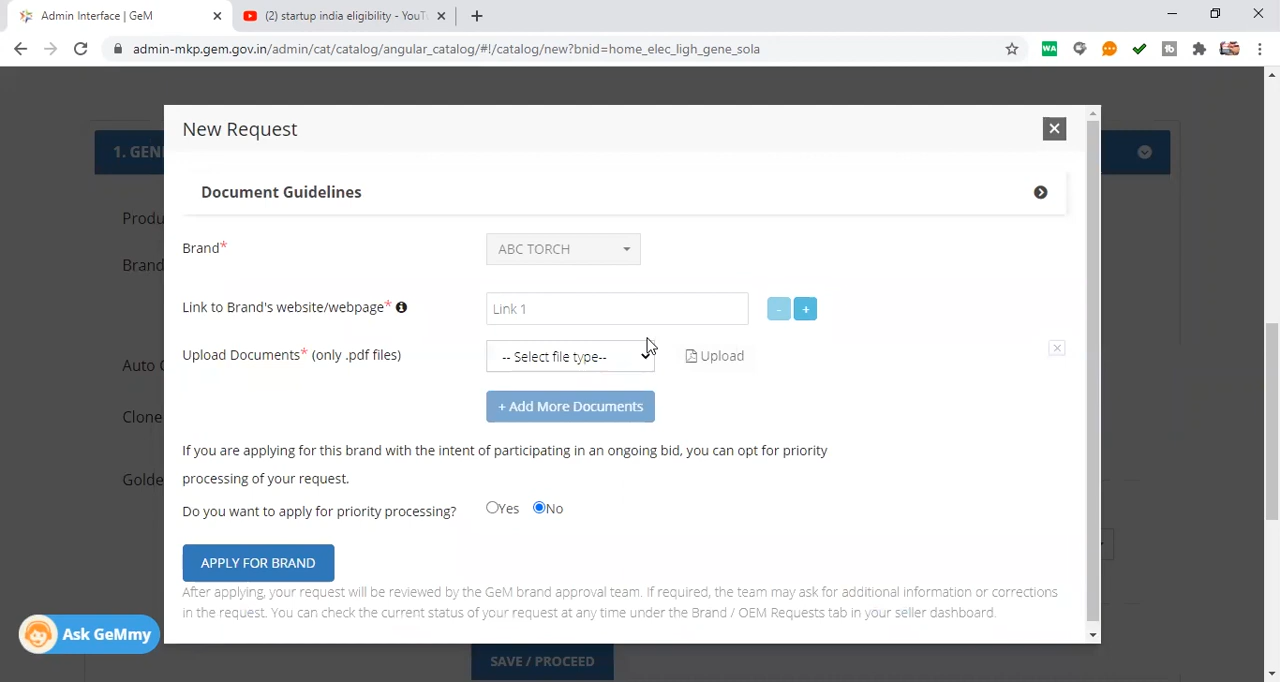 Admin Interface | GeM
(2) startup india eligibility - YouT
admin-mkp.gem.gov.in/admin/cat/catalog/angular_catalog/#!/catalog/new?bnid=home_elec_ligh_gene_sola
WA
New Request
1. GEN
Document Guidelines
Produ
Brand* ABC TORCH
Brand
Link to Brand's website/webpage* Link 1 - +
Upload Documents* (only .pdf files) -- Select file type-- Upload
Auto C
+ Add More Documents
Clone
If you are applying for this brand with the intent of participating in an ongoing bid, you can opt for priority
processing of your request.
Golde
Do you want to apply for priority processing? Yes No
APPLY FOR BRAND
After applying, your request will be reviewed by the GeM brand approval team. If required, the team may ask for additional information or corrections
in the request. You can check the current status of your request at any time under the Brand / OEM Requests tab in your seller dashboard.
Ask GeMmy
SAVE / PROCEED